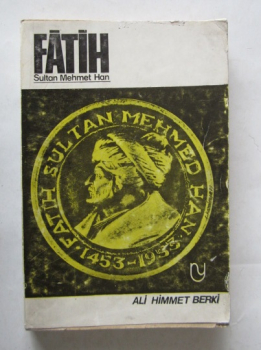 FÂTİH
Sultan Mehmet Han
FATİH SULTAN MEHMED HAN
1453-1953
ALİ HİMMET BERKİ